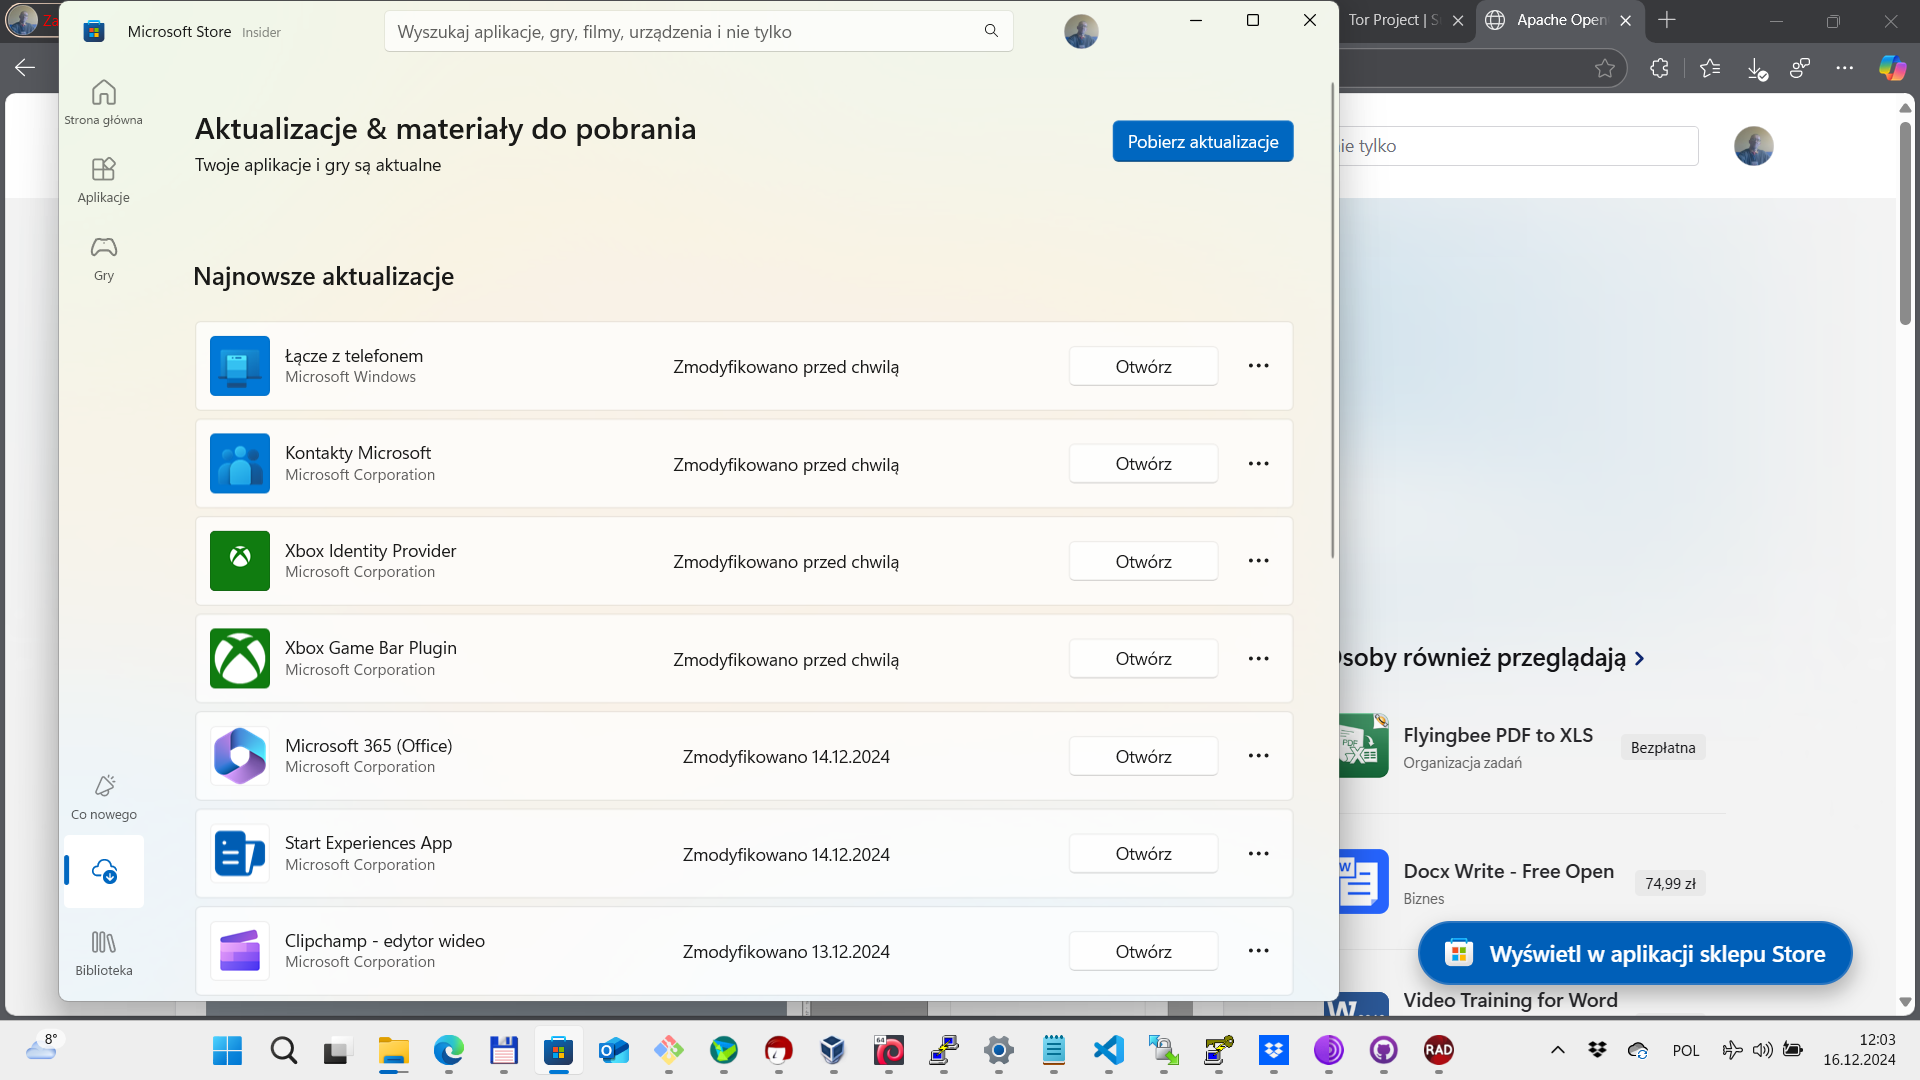 Microsoft Store Insider
Wyszukaj aplikacje, gry, filmy, urządzenia i nie tylko
Tor Project |
Apache Open
Strona główna
Aplikacje
Gry
Aktualizacje & materiały do pobrania
Twoje aplikacje i gry są aktualne
Pobierz aktualizacje
nie tylko
Najnowsze aktualizacje
Łącze z telefonem
Microsoft Windows
Zmodyfikowano przed chwilą
Otwórz
Kontakty Microsoft
Microsoft Corporation
Zmodyfikowano przed chwilą
Otwórz
Xbox Identity Provider
Microsoft Corporation
Zmodyfikowano przed chwilą
Otwórz
Xbox Game Bar Plugin
Microsoft Corporation
Zmodyfikowano przed chwilą
Otwórz
Microsoft 365 (Office)
Microsoft Corporation
Zmodyfikowano 14.12.2024
Otwórz
Start Experiences App
Microsoft Corporation
Zmodyfikowano 14.12.2024
Otwórz
Clipchamp - edytor wideo
Microsoft Corporation
Zmodyfikowano 13.12.2024
Otwórz
Co nowego
Biblioteka
Osoby również przeglądają
Flyingbee PDF to XLS
Organizacja zadań
Bezpłatna
Docx Write - Free Open
Biznes
74,99 zł
Wyświetl w aplikacji sklepu Store
Video Training for Word
8°
64
RAD
POL
12:03
16.12.2024